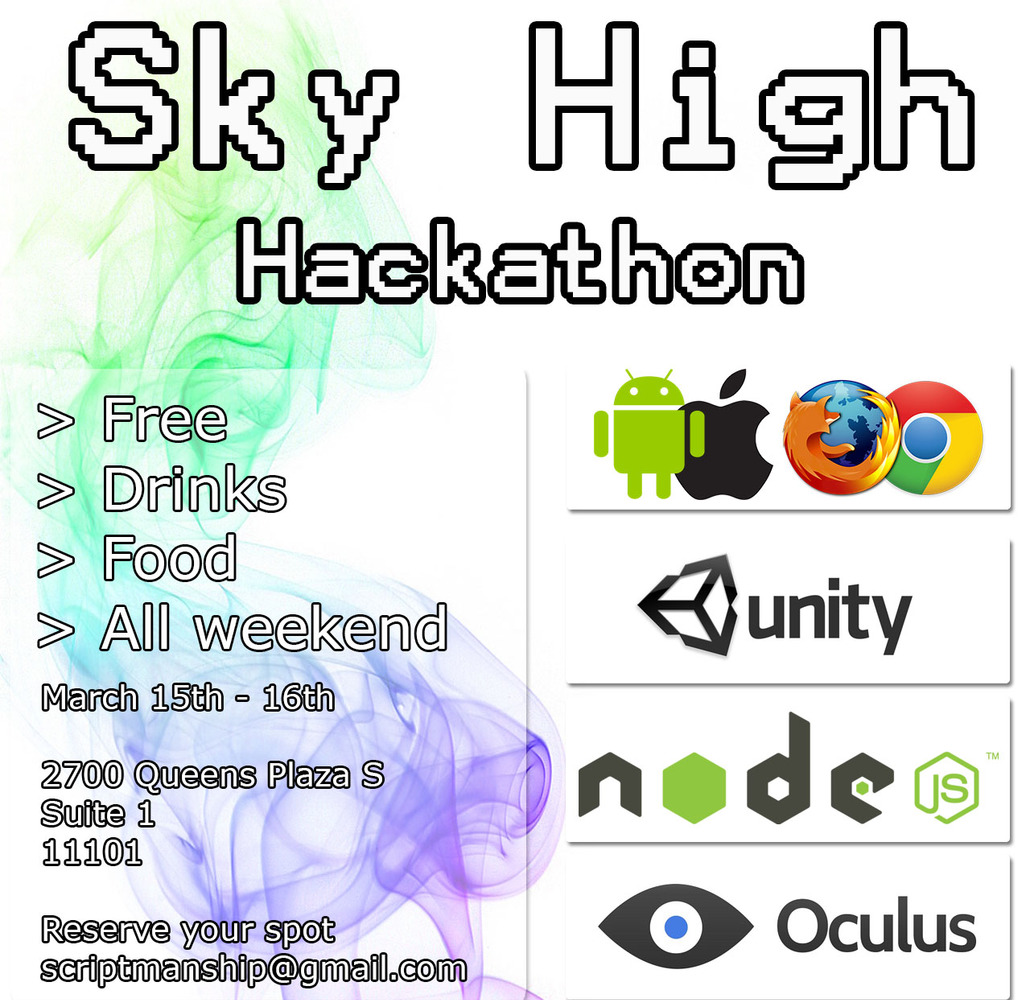 Sky High
Hackathon
> Free
> Drinks
> Food
> All weekend
March 15th - 16th
2700 Queens Plaza S
Suite 1
11101
Reserve your spot
scriptmanship@gmail.com
unity
node JS ™
Oculus